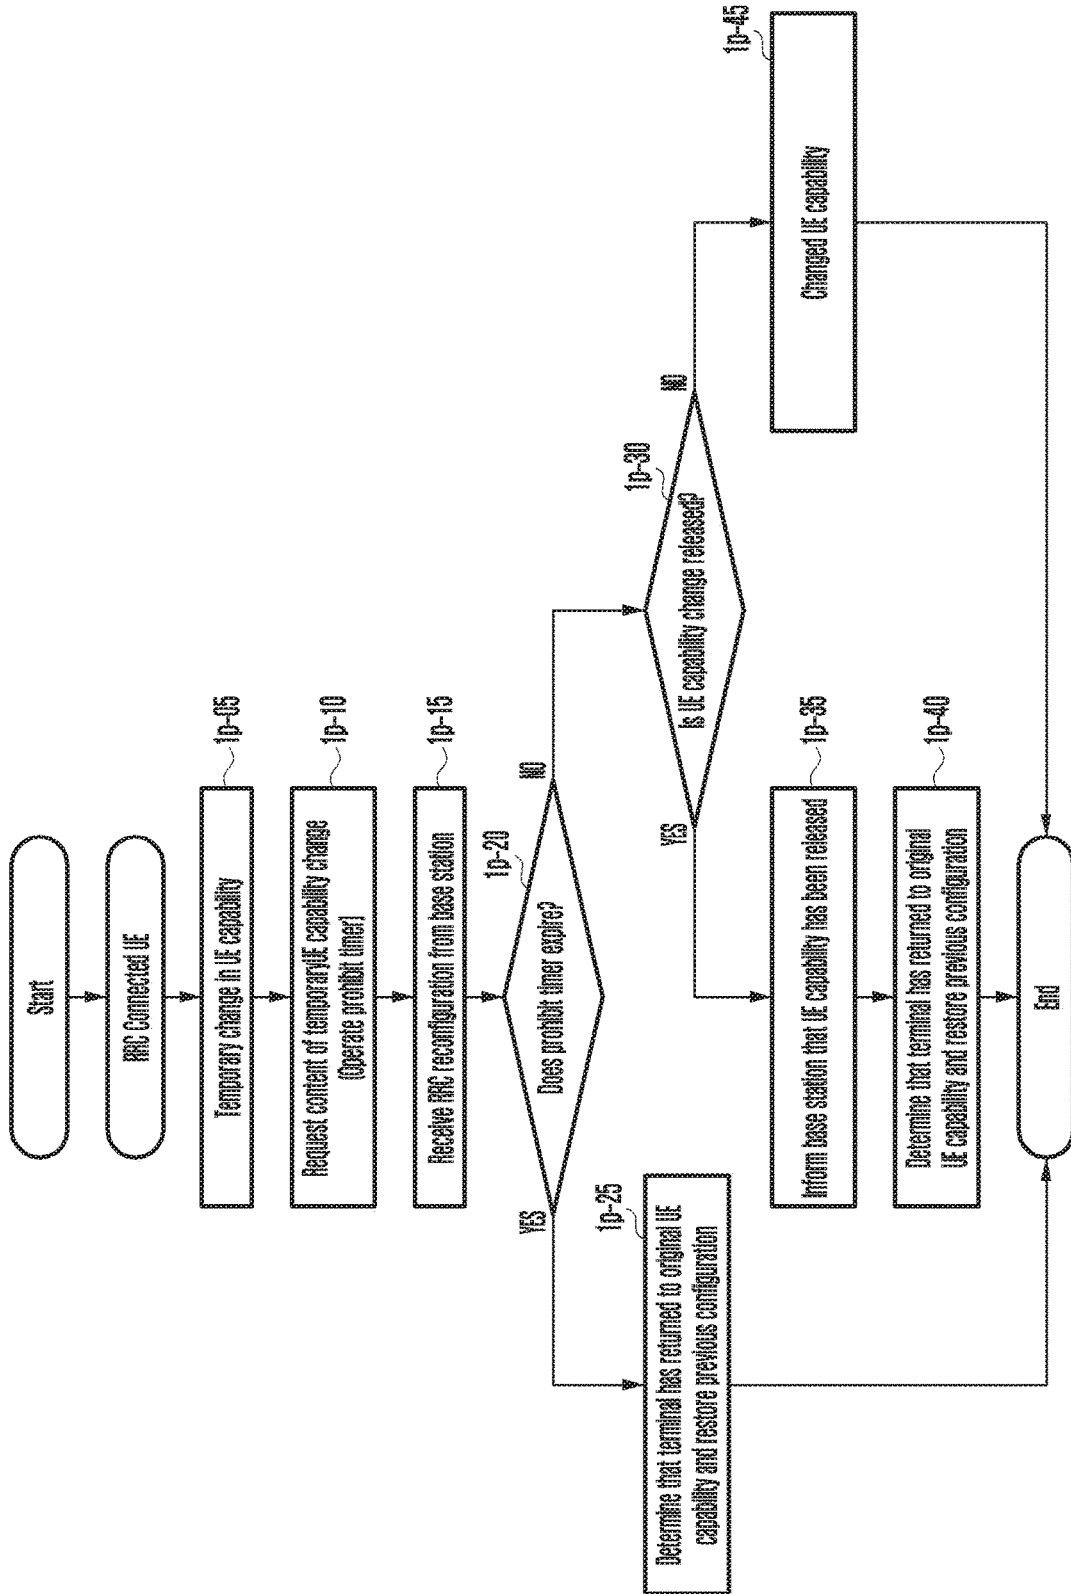 Start
RRC Connected UE
Temporary change in UE capability
1p-05
Request content of temporaryUE capability change
(Operate prohibit timer)
1p-10
Receive RRC reconfiguration from base station
1p-15
Does prohibit timer expire?
1p-20
YES
NO
Determine that terminal has returned to original UE
capability and restore previous configuration
1p-25
Is UE capability change released?
1p-30
YES
NO
Inform base station that UE capability has been released
1p-35
Determine that terminal has returned to original
UE capability and restore previous configuration
1p-40
Changed UE capability
1p-45
End